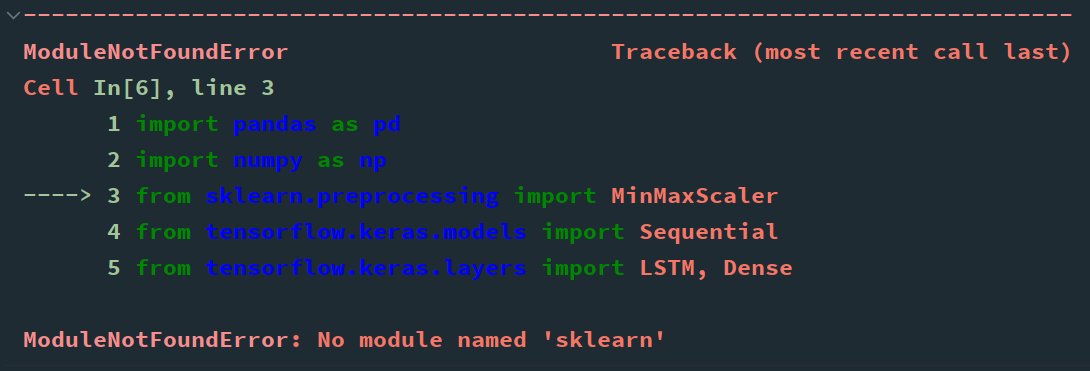 ---------------------------------------------------------------------------
ModuleNotFoundError                       Traceback (most recent call last)
Cell In[6], line 3
      1 import pandas as pd
      2 import numpy as np
----> 3 from sklearn.preprocessing import MinMaxScaler
      4 from tensorflow.keras.models import Sequential
      5 from tensorflow.keras.layers import LSTM, Dense
ModuleNotFoundError: No module named 'sklearn'